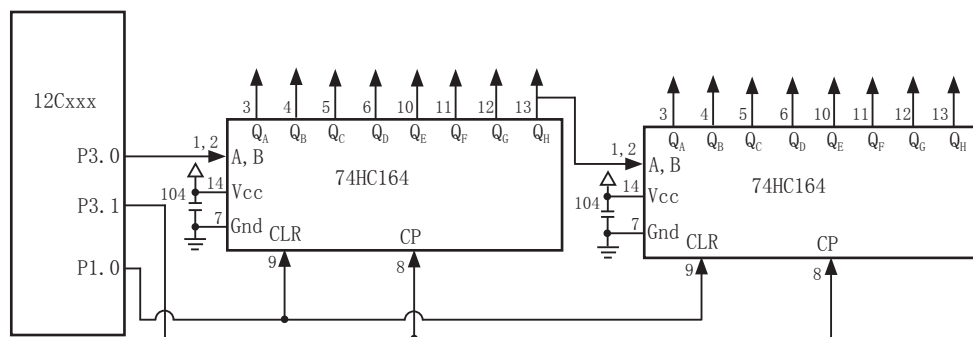 12Cxxx
P3.0
P3.1
P1.0
3 4 5 6 10 11 12 13
QA QB QC QD QE QF QG QH
1,2
A,B
74HC164
14
Vcc
104
7
Gnd
CLR
CP
9
8
3 4 5 6 10 11 12 13
QA QB QC QD QE QF QG QH
1,2
A,B
74HC164
14
Vcc
104
7
Gnd
CLR
CP
9
8